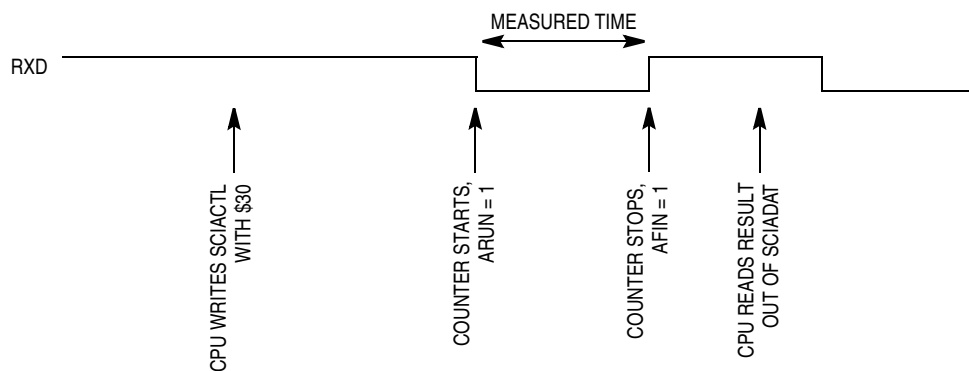 MEASURED TIME
RXD
CPU WRITES SCIACTL
WITH $30
COUNTER STARTS,
ARUN = 1
COUNTER STOPS,
AFIN = 1
CPU READS RESULT
OUT OF SCIADAT